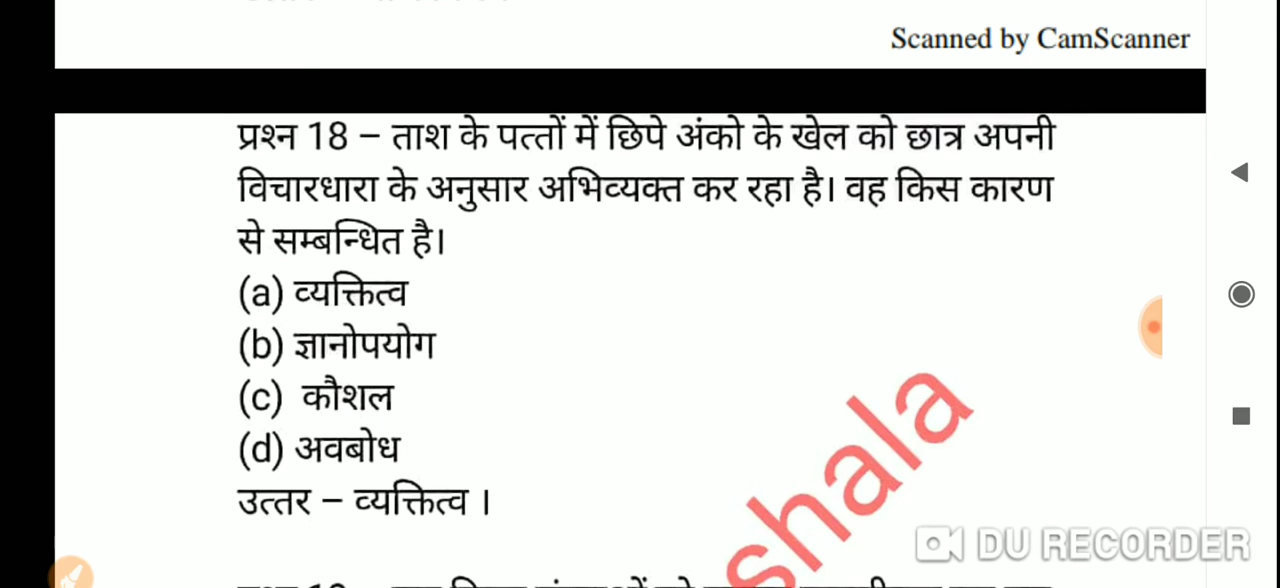 Scanned by CamScanner
प्रश्न 18 – ताश के पत्तों में छिपे अंको के खेल को छात्र अपनी
विचारधारा के अनुसार अभिव्यक्त कर रहा है। वह किस कारण
से सम्बन्धित है।
(a) व्यक्तित्व
(b) ज्ञानोपयोग
(c) कौशल
(d) अवबोध
उत्तर – व्यक्तित्व ।
shala
DU RECORDER